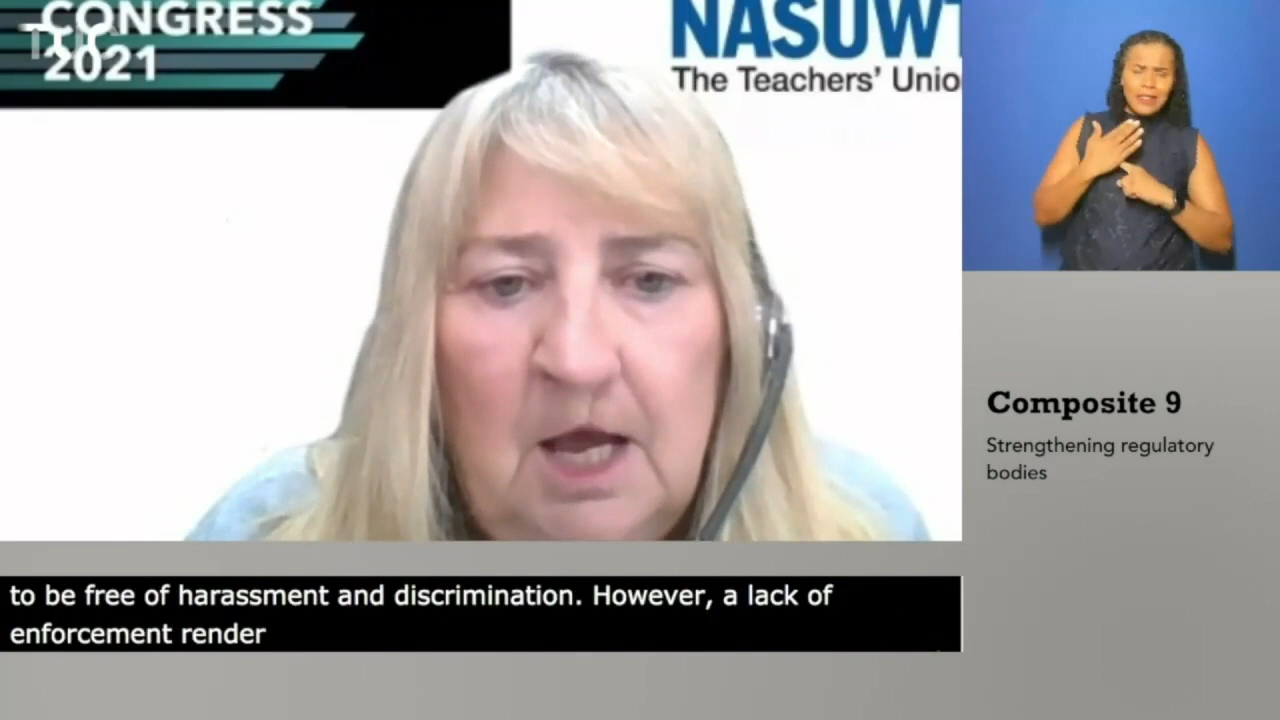 CONGRESS
2021
NASUWT
The Teachers' Unio
Composite 9
Strengthening regulatory
bodies
to be free of harassment and discrimination. However, a lack of
enforcement render